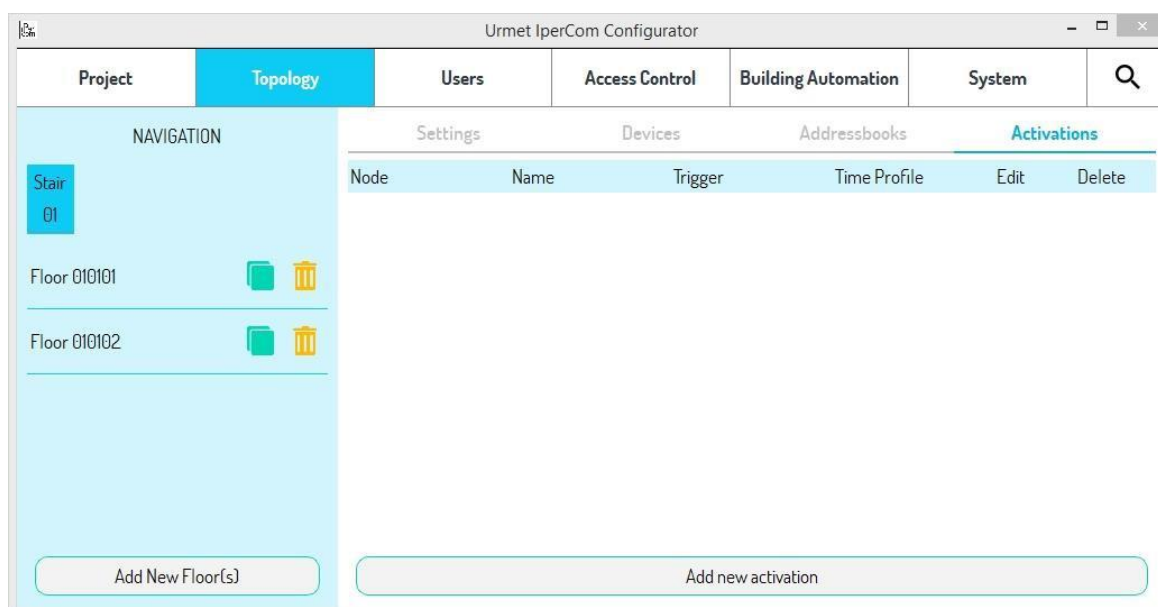 Urmet IperCom Configurator
Project Topology Users Access Control Building Automation System
NAVIGATION
Settings Devices Addressbooks Activations
Node Name Trigger Time Profile Edit Delete
Stair
01
Floor 010101
Floor 010102
Add New Floor(s)
Add new activation